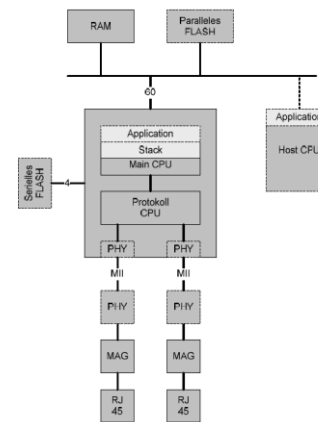 RAM
Paralleles
FLASH
60
Application
Stack
Main CPU
Protokoll
CPU
PHY
PHY
Serielles
FLASH
4
Application
Host CPU
MII
MII
PHY
PHY
MAG
MAG
RJ
45
RJ
45